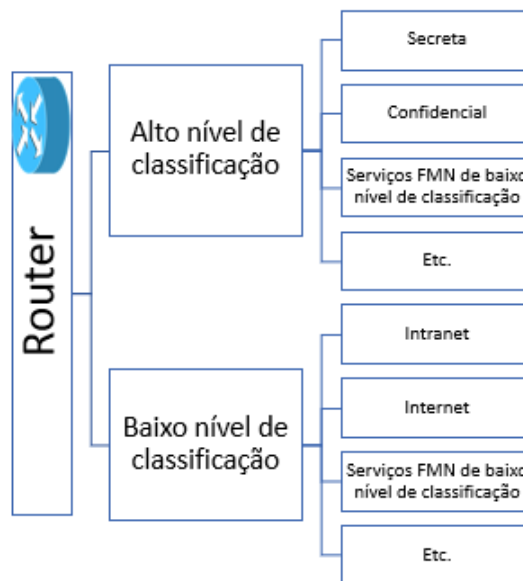 Router
Alto nível de
classificação
Secreta
Confidencial
Serviços FMN de baixo
nível de classificação
Etc.
Baixo nível de
classificação
Intranet
Internet
Serviços FMN de baixo
nível de classificação
Etc.